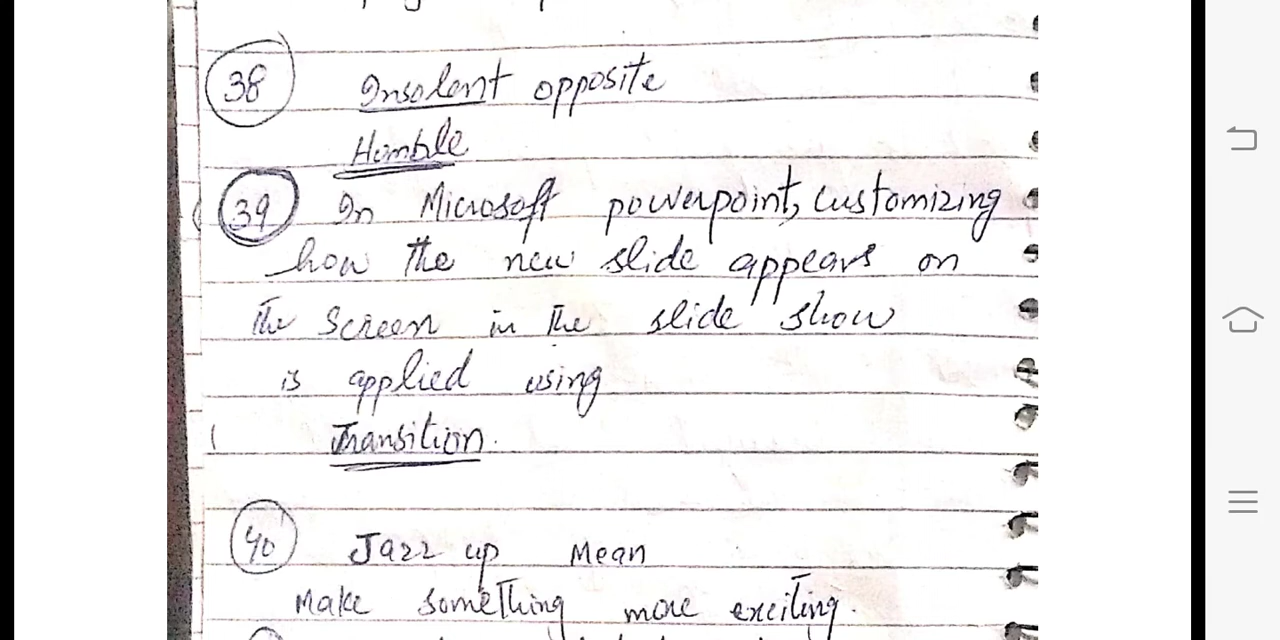 38 Insolent opposite
Humble
39 In Microsoft powerpoint, customizing
how the new slide appears on
the screen in the slide show
is applied using
Transition.
40 Jazz up Mean
Make something more exciting.